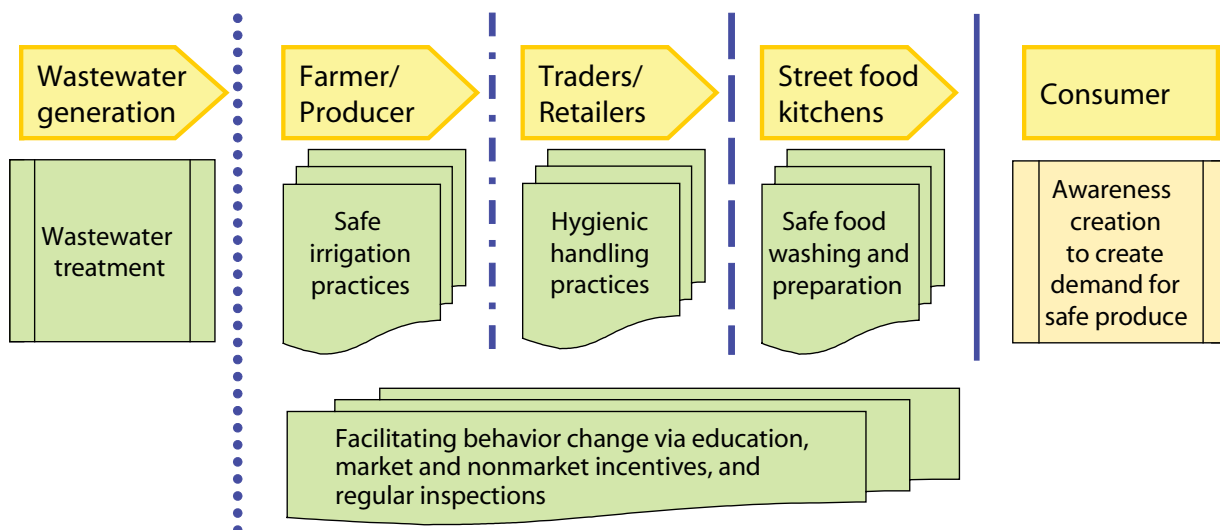 Wastewater
generation
Farmer/
Producer
Traders/
Retailers
Street food
kitchens
Consumer
Wastewater
treatment
Safe
irrigation
practices
Hygienic
handling
practices
Safe food
washing and
preparation
Awareness
creation
to create
demand for
safe produce
Facilitating behavior change via education,
market and nonmarket incentives, and
regular inspections